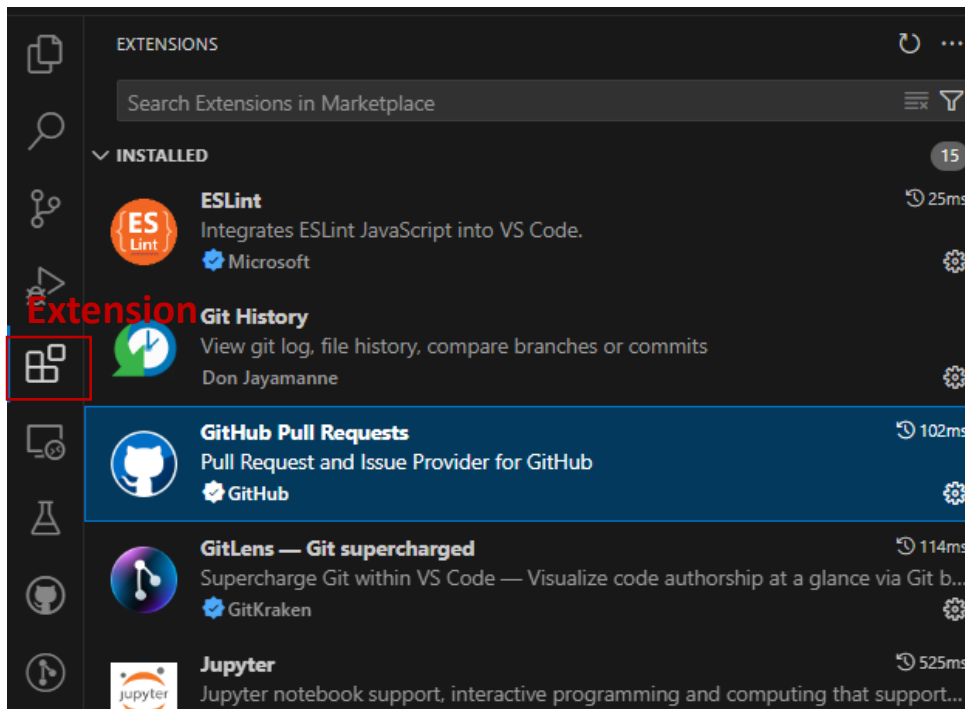 EXTENSIONS
Search Extensions in Marketplace
INSTALLED
15
ESLint
25ms
{ES}
Lint
Integrates ESLint JavaScript into VS Code.
Microsoft
Extension
Git History
View git log, file history, compare branches or commits
Don Jayamanne
GitHub Pull Requests
102ms
Pull Request and Issue Provider for GitHub
GitHub
GitLens — Git supercharged
114ms
Supercharge Git within VS Code — Visualize code authorship at a glance via Git b...
GitKraken
Jupyter
525ms
jupyter
Jupyter notebook support, interactive programming and computing that support...